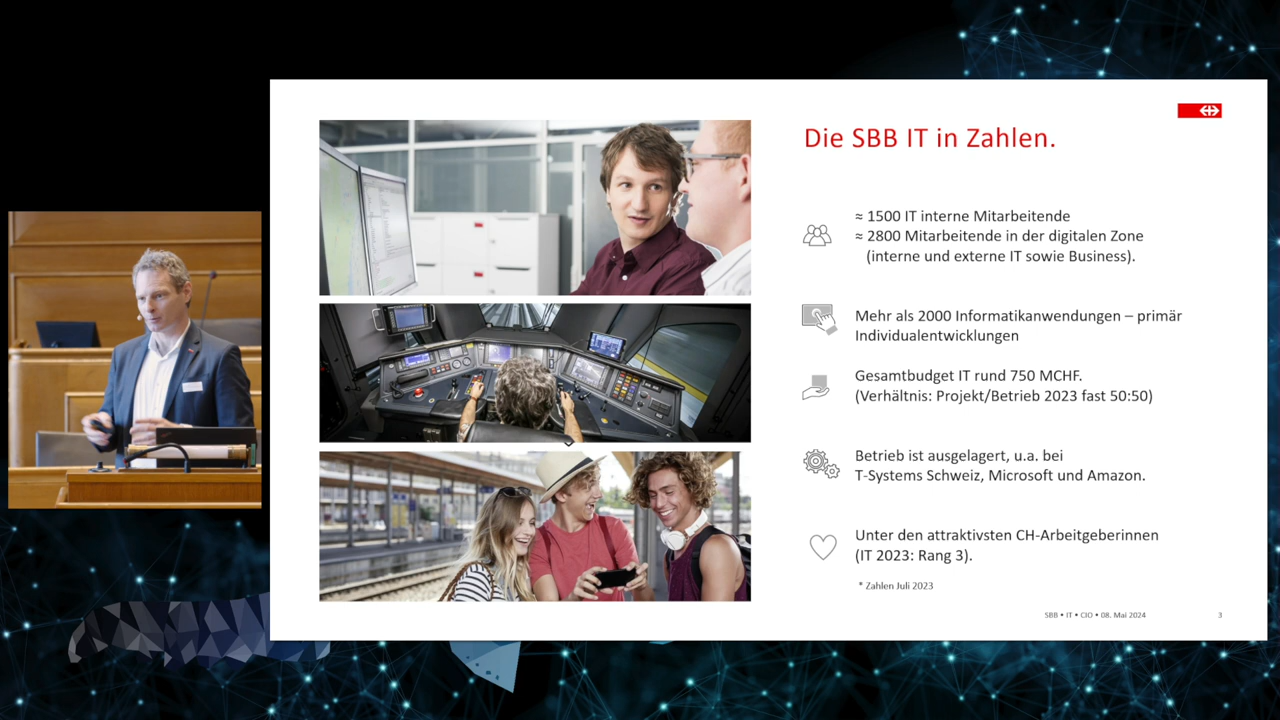 Die SBB IT in Zahlen.
≈ 1500 IT interne Mitarbeitende
≈ 2800 Mitarbeitende in der digitalen Zone
(interne und externe IT sowie Business).
Mehr als 2000 Informatikanwendungen – primär
Individualentwicklungen
Gesamtbudget IT rund 750 MCHF.
(Verhältnis: Projekt/Betrieb 2023 fast 50:50)
Betrieb ist ausgelagert, u.a. bei
T-Systems Schweiz, Microsoft und Amazon.
Unter den attraktivsten CH-Arbeitgeberinnen
(IT 2023: Rang 3).
* Zahlen Juli 2023
SBB • IT • CIO • 08. Mai 2024
3